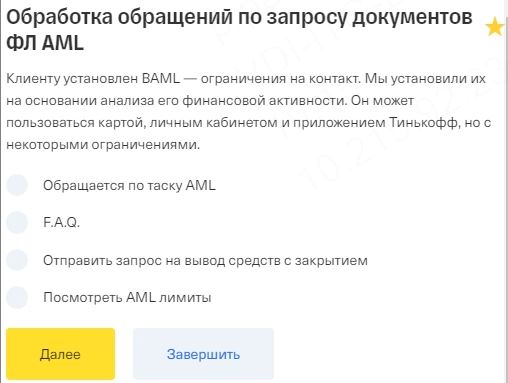 Обработка обращений по запросу документов
ФЛ AML
Клиенту установлен BAML — ограничения на контакт. Мы установили их
на основании анализа его финансовой активности. Он может
пользоваться картой, личным кабинетом и приложением Тинькофф, но с
некоторыми ограничениями.
Обращается по таску AML
F.A.Q.
Отправить запрос на вывод средств с закрытием
Посмотреть AML лимиты
Далее
Завершить